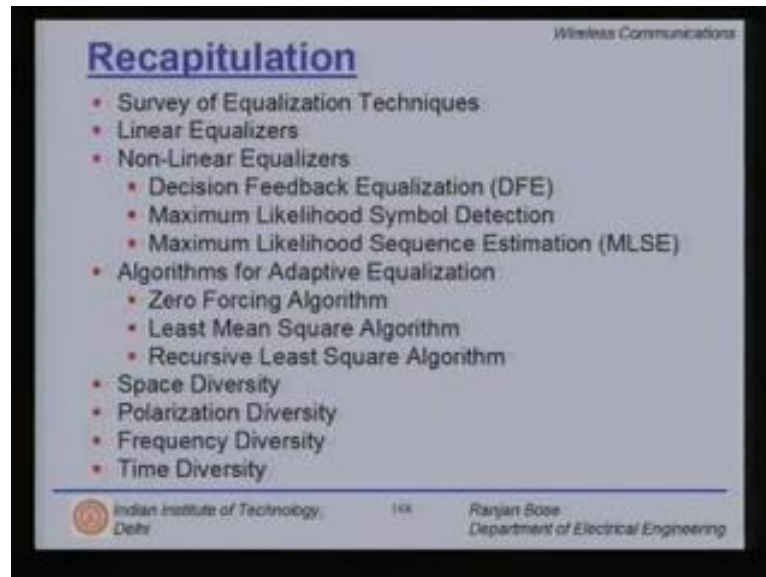 Wireless Communications
Recapitulation
• Survey of Equalization Techniques
• Linear Equalizers
• Non-Linear Equalizers
• Decision Feedback Equalization (DFE)
• Maximum Likelihood Symbol Detection
• Maximum Likelihood Sequence Estimation (MLSE)
• Algorithms for Adaptive Equalization
• Zero Forcing Algorithm
• Least Mean Square Algorithm
• Recursive Least Square Algorithm
• Space Diversity
• Polarization Diversity
• Frequency Diversity
• Time Diversity
Indian Institute of Technology, Delhi
Ranjan Bose
Department of Electrical Engineering